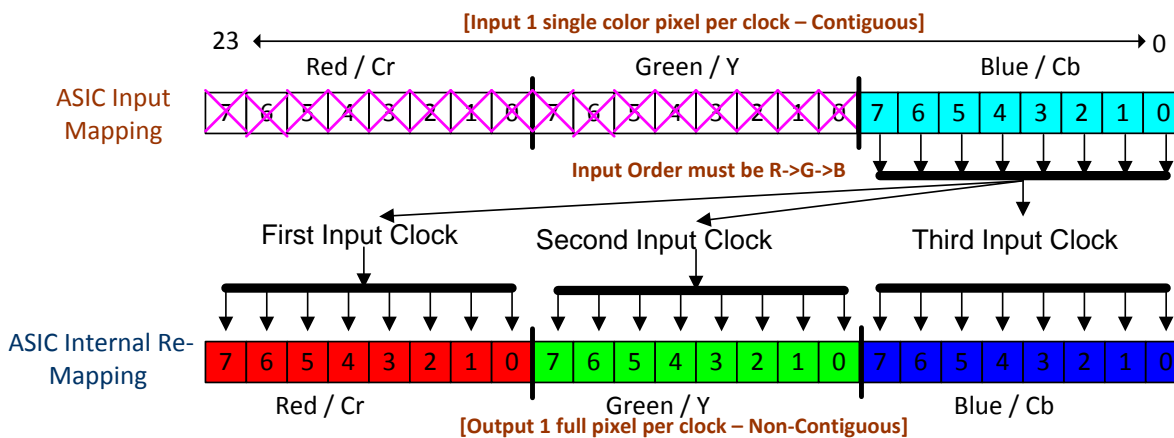 [Input 1 single color pixel per clock – Contiguous]
23 0
Red / Cr Green / Y Blue / Cb
ASIC Input
Mapping
7 6 5 4 3 2 1 0 7 6 5 4 3 2 1 0 7 6 5 4 3 2 1 0
Input Order must be R->G->B
First Input Clock Second Input Clock Third Input Clock
ASIC Internal Re-
Mapping
7 6 5 4 3 2 1 0 7 6 5 4 3 2 1 0 7 6 5 4 3 2 1 0
Red / Cr Green / Y Blue / Cb
[Output 1 full pixel per clock – Non-Contiguous]